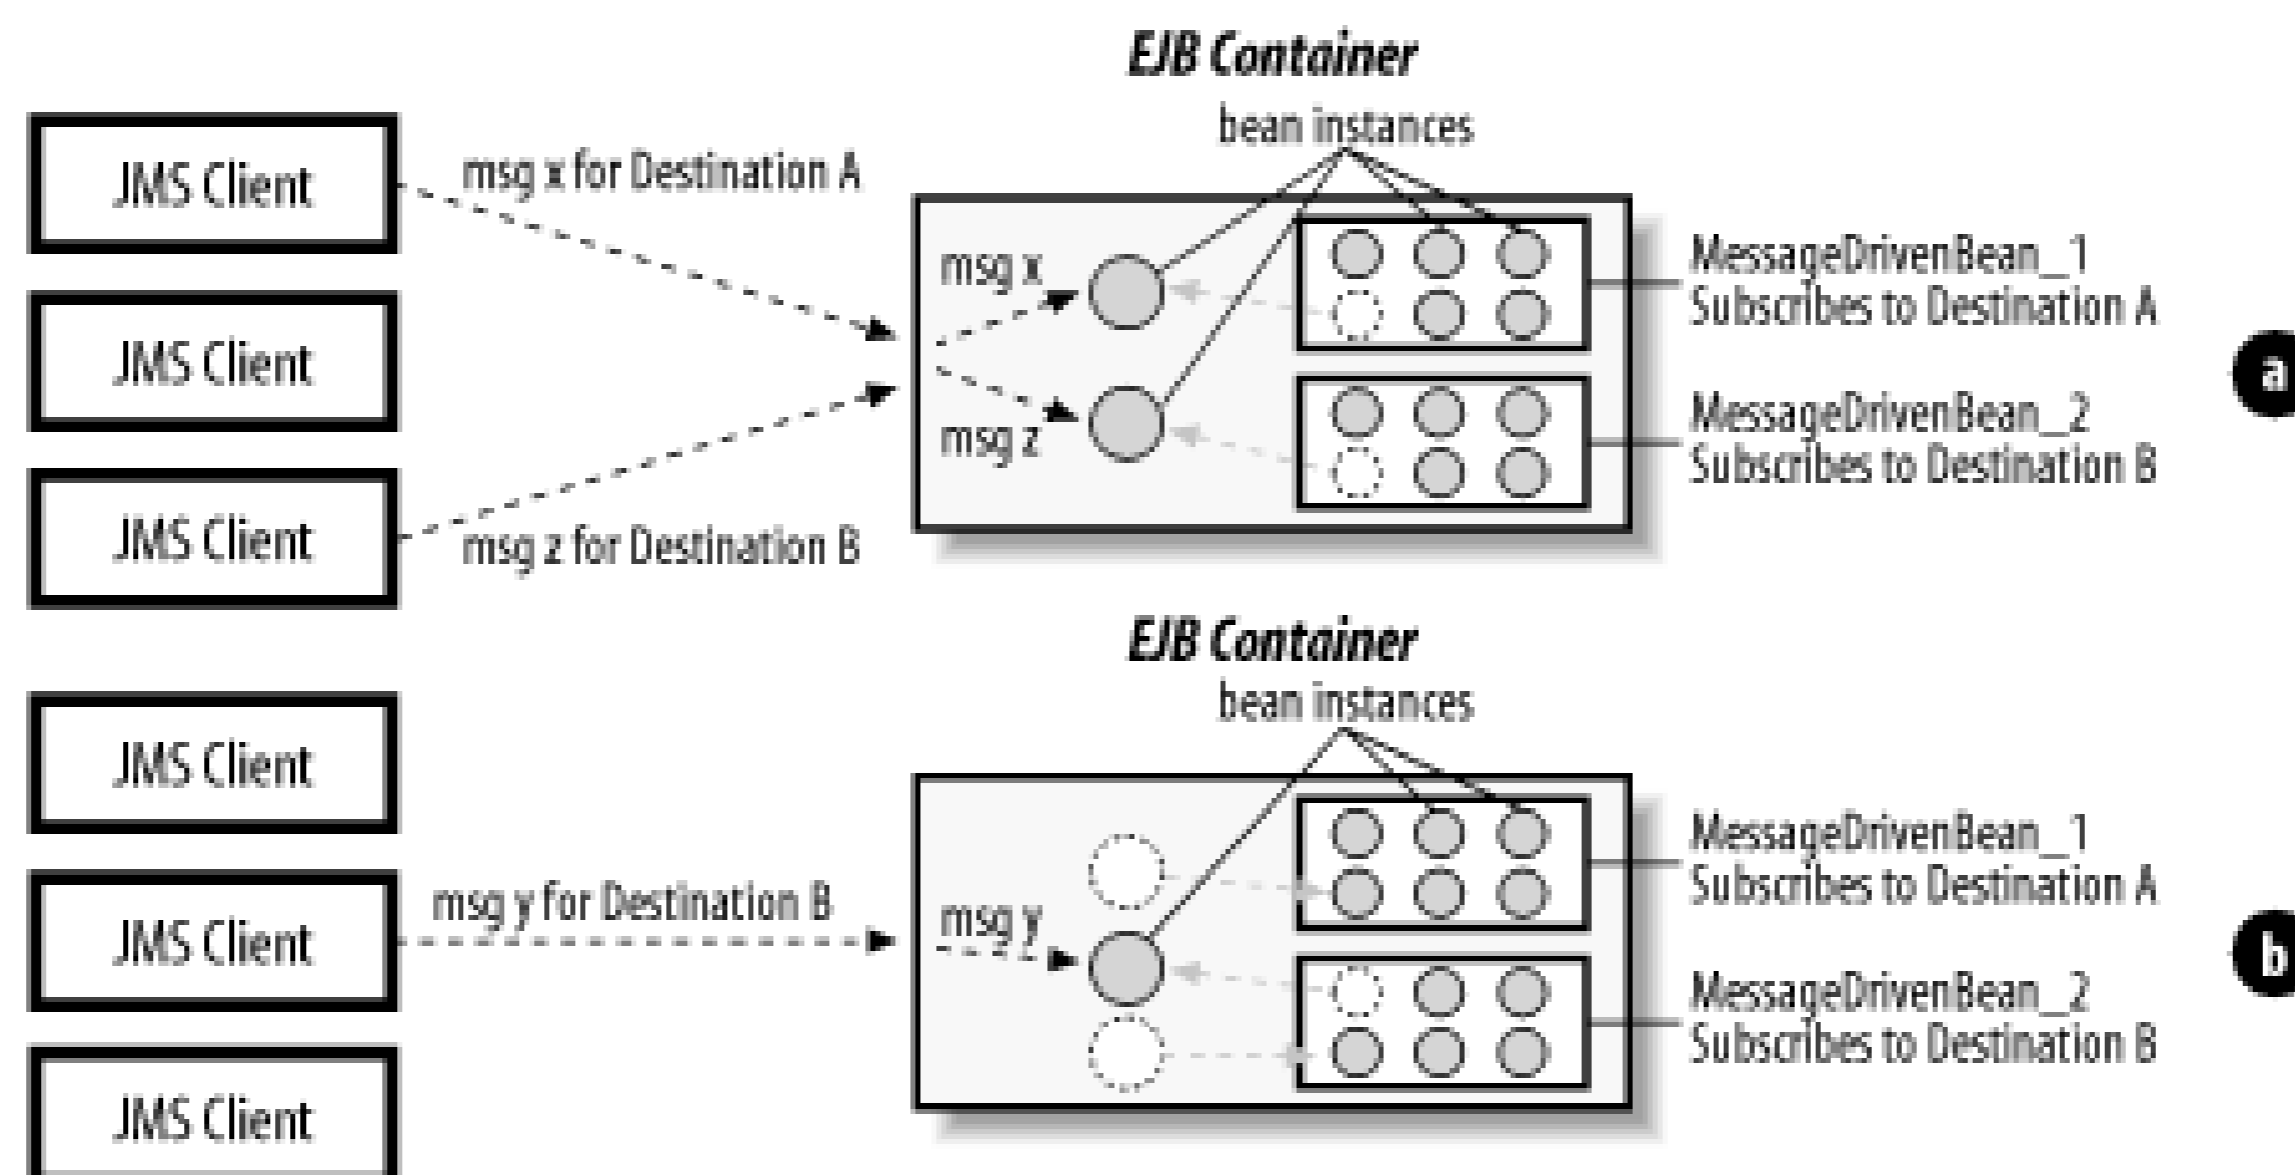 EJB Container
bean instances
JMS Client
msg x for Destination A
msg x
MessageDrivenBean_1
Subscribes to Destination A
JMS Client
a
msg z
MessageDrivenBean_2
Subscribes to Destination B
JMS Client
msg z for Destination B
EJB Container
bean instances
JMS Client
MessageDrivenBean_1
Subscribes to Destination A
JMS Client
msg y for Destination B
msg y
b
MessageDrivenBean_2
Subscribes to Destination B
JMS Client